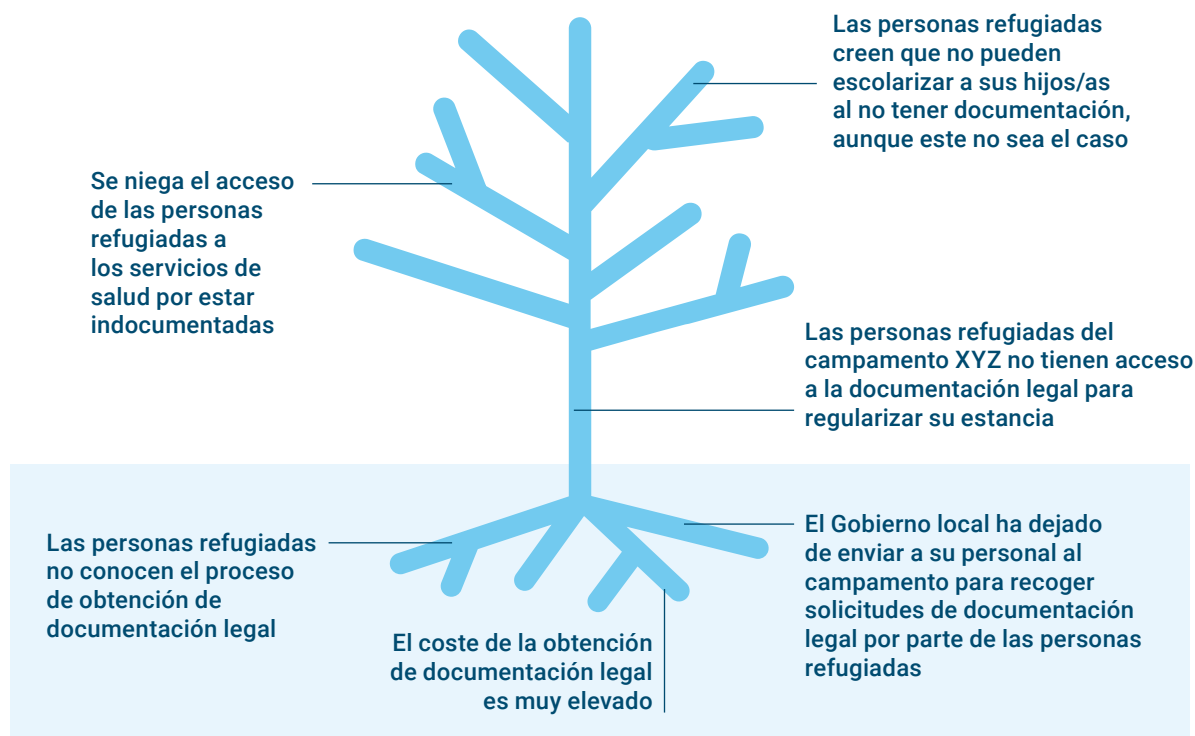 Las personas refugiadas
creen que no pueden
escolarizar a sus hijos/as
al no tener documentación,
aunque este no sea el caso
Se niega el acceso
de las personas
refugiadas a
los servicios de
salud por estar
indocumentadas
Las personas refugiadas del
campamento XYZ no tienen acceso
a la documentación legal para
regularizar su estancia
Las personas refugiadas
no conocen el proceso
de obtención de
documentación legal
El coste de la obtención
de documentación legal
es muy elevado
El Gobierno local ha dejado
de enviar a su personal al
campamento para recoger
solicitudes de documentación
legal por parte de las personas
refugiadas